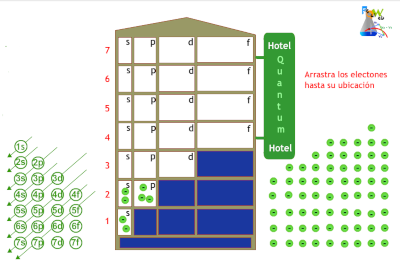 s p d f
7
s p d f
6
s p d f
5
s p d f
4
s p d
3
s p
2
s
1
Hotel
Q
u
a
n
t
u
m
Hotel
Arrastra los electones
hasta su ubicación
1s
2s 2p
3s 3p 3d
4s 4p 4d 4f
5s 5p 5d 5f
6s 6p 6d 6f
7s 7p 7d 7f